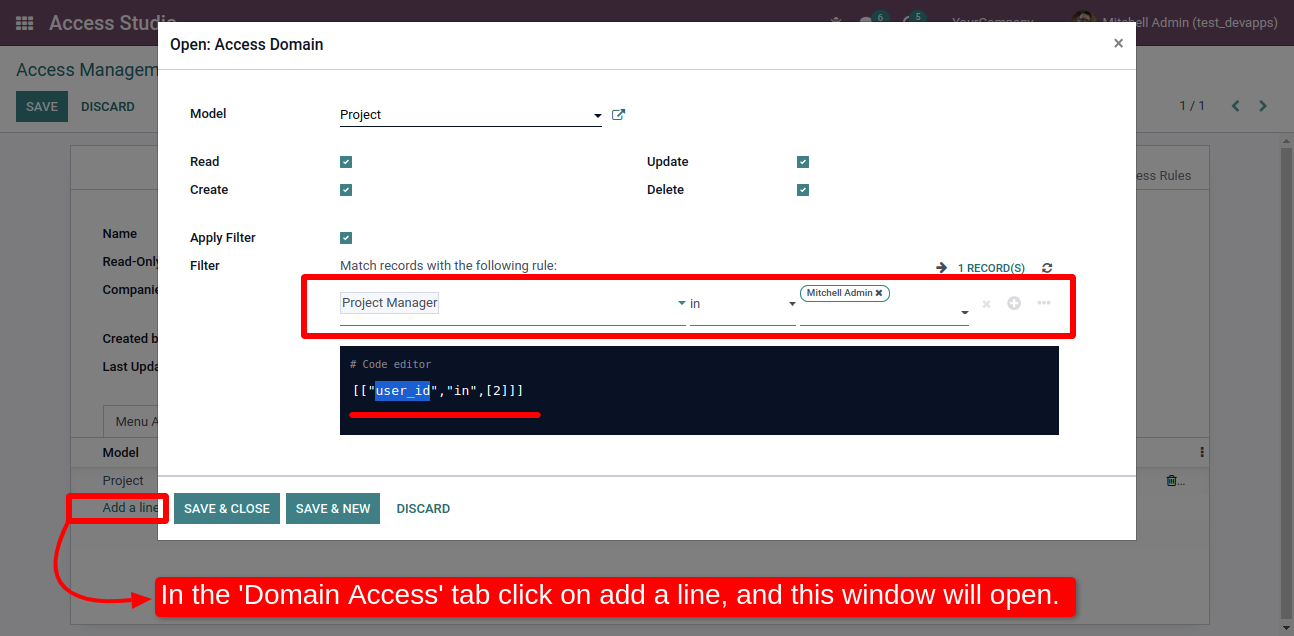 Access Studio
6
5
YourCompany
Mitchell Admin (test_devapps)
Open: Access Domain
×
Access Managem
SAVE
DISCARD
1 / 1
Model
Project
Read
Update
Create
Delete
ess Rules
Name
Apply Filter
Read-Only
Filter
Match records with the following rule:
1 RECORD(S)
Companie
Project Manager
in
Mitchell Admin ×
Created b
Last Upda
# Code editor
[["user_id","in",[2]]]
Menu A
Model
Project
...
Add a line
SAVE & CLOSE
SAVE & NEW
DISCARD
In the 'Domain Access' tab click on add a line, and this window will open.